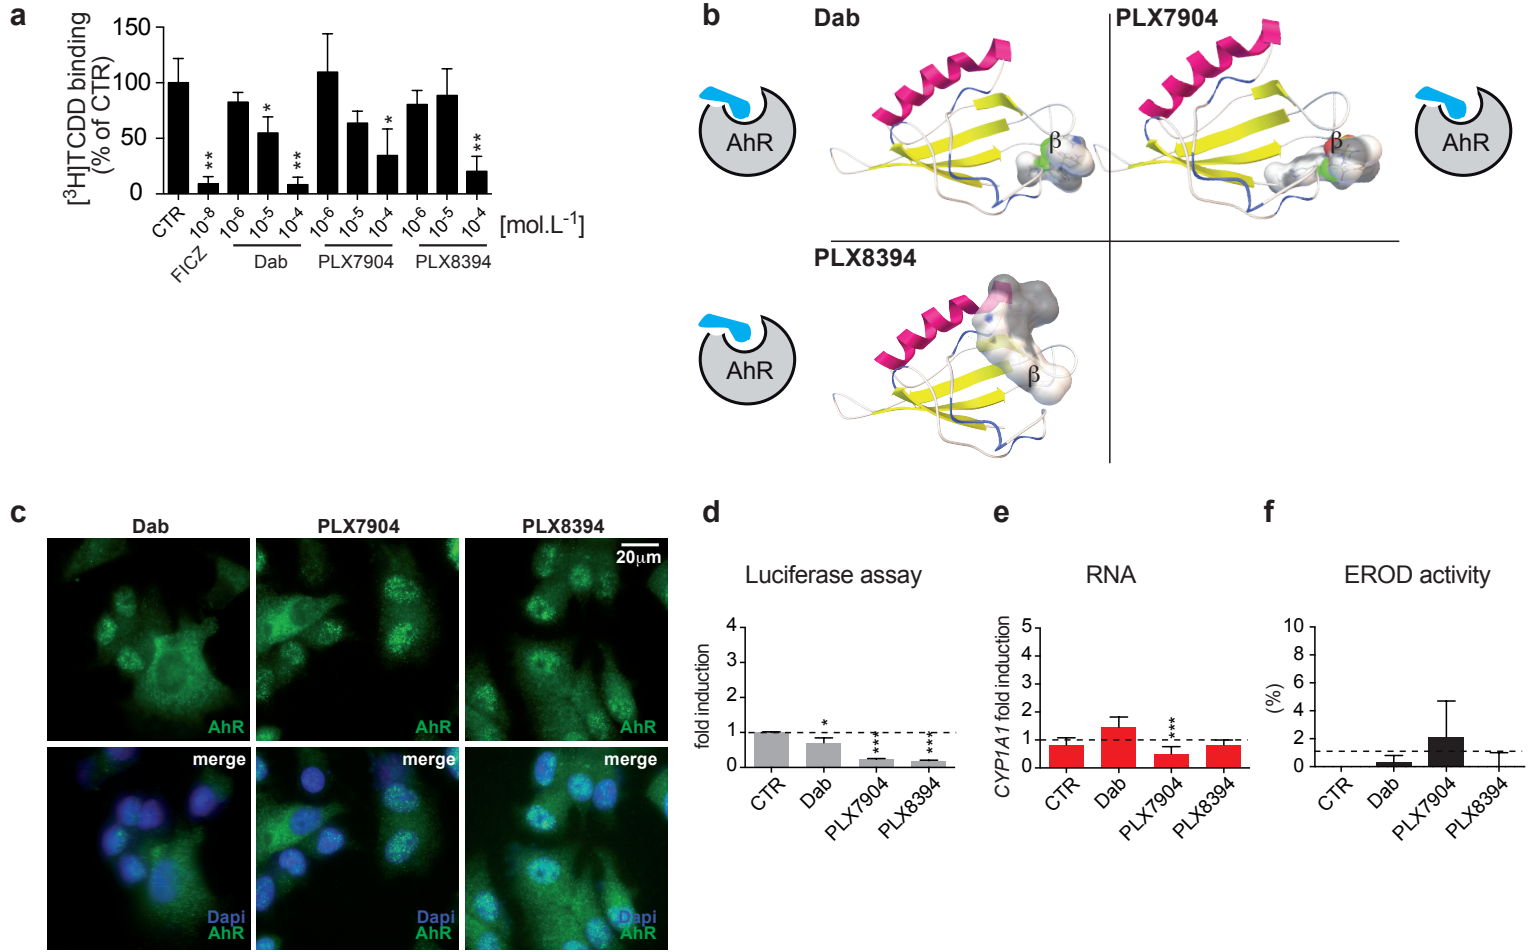 a
[³H]TCDD binding
(% of CTR)
150
100
50
0
**
*
**
*
**
CTR
10-8
10-6
10-5
10-4
10-6
10-5
10-4
10-6
10-5
10-4
[mol.L-1]
FICZ
Dab
PLX7904
PLX8394
b
Dab
PLX7904
AhR
β
β
AhR
PLX8394
AhR
β
c
Dab
PLX7904
PLX8394
20µm
AhR
AhR
AhR
merge
merge
merge
Dapi
AhR
Dapi
AhR
Dapi
AhR
d
Luciferase assay
fold induction
4
3
2
1
0
*
***
***
CTR
Dab
PLX7904
PLX8394
e
RNA
CYP1A1 fold induction
5
4
3
2
1
0
***
CTR
Dab
PLX7904
PLX8394
f
EROD activity
(%)
10
8
6
4
2
0
CTR
Dab
PLX7904
PLX8394